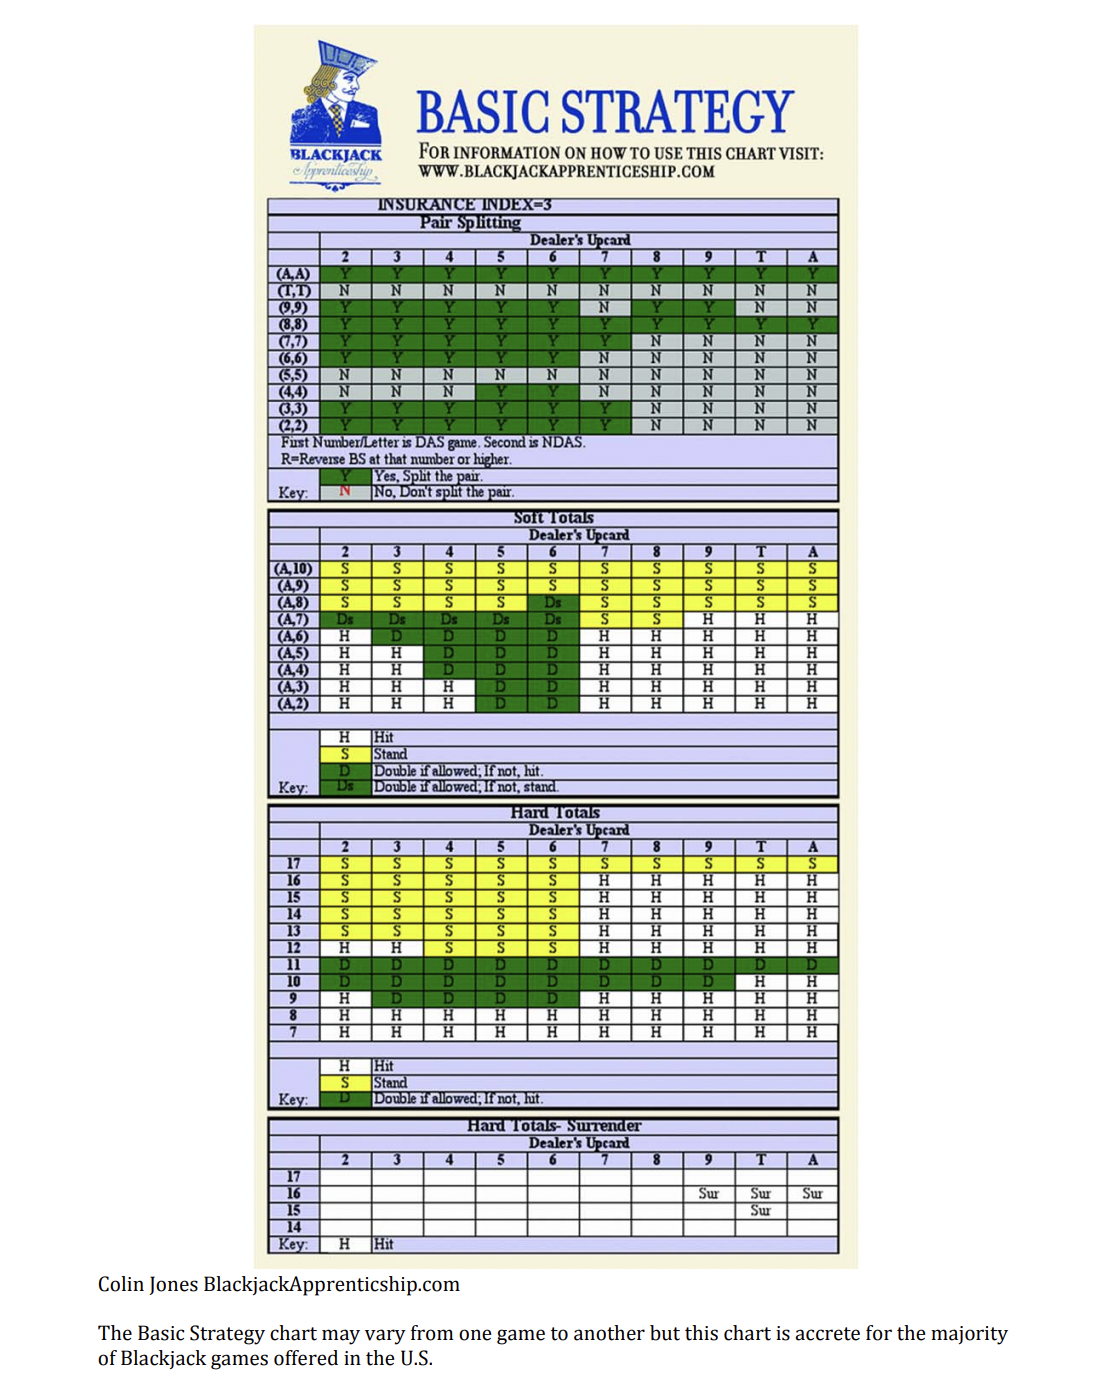 BLACKJACK
Apprenticeship
BASIC STRATEGY
FOR INFORMATION ON HOW TO USE THIS CHART VISIT:
WWW.BLACKJACKAPPRENTICESHIP.COM
INSURANCE INDEX=3
Pair Splitting
Dealer's Upcard
2 3 4 5 6 7 8 9 T A
(A,A) Y Y Y Y Y Y Y Y Y Y
(T,T) N N N N N N N N N N
(9,9) Y Y Y Y Y N Y Y N N
(8,8) Y Y Y Y Y Y Y Y Y Y
(7,7) Y Y Y Y Y Y N N N N
(6,6) Y Y Y Y Y N N N N N
(5,5) N N N N N N N N N N
(4,4) N N N Y Y N N N N N
(3,3) Y Y Y Y Y Y N N N N
(2,2) Y Y Y Y Y Y N N N N
First Number/Letter is DAS game. Second is NDAS.
R=Reverse BS at that number or higher.
Y Yes, Split the pair.
Key: N No, Don't split the pair.
Soft Totals
Dealer's Upcard
2 3 4 5 6 7 8 9 T A
(A,10) S S S S S S S S S S
(A,9) S S S S S S S S S S
(A,8) S S S S Ds S S S S S
(A,7) Ds Ds Ds Ds Ds S S H H H
(A,6) H D D D D H H H H H
(A,5) H H D D D H H H H H
(A,4) H H D D D H H H H H
(A,3) H H H D D H H H H H
(A,2) H H H D D H H H H H
H Hit
S Stand
D Double if allowed; If not, hit.
Key: Ds Double if allowed; If not, stand.
Hard Totals
Dealer's Upcard
2 3 4 5 6 7 8 9 T A
17 S S S S S S S S S S
16 S S S S S H H H H H
15 S S S S S H H H H H
14 S S S S S H H H H H
13 S S S S S H H H H H
12 H H S S S H H H H H
11 D D D D D D D D D D
10 D D D D D D D D H H
9 H D D D D H H H H H
8 H H H H H H H H H H
7 H H H H H H H H H H
H Hit
S Stand
Key: D Double if allowed; If not, hit.
Hard Totals- Surrender
Dealer's Upcard
2 3 4 5 6 7 8 9 T A
17
16 Sur Sur Sur
15 Sur
14
Key: H Hit
Colin Jones BlackjackApprenticship.com
The Basic Strategy chart may vary from one game to another but this chart is accrete for the majority
of Blackjack games offered in the U.S.